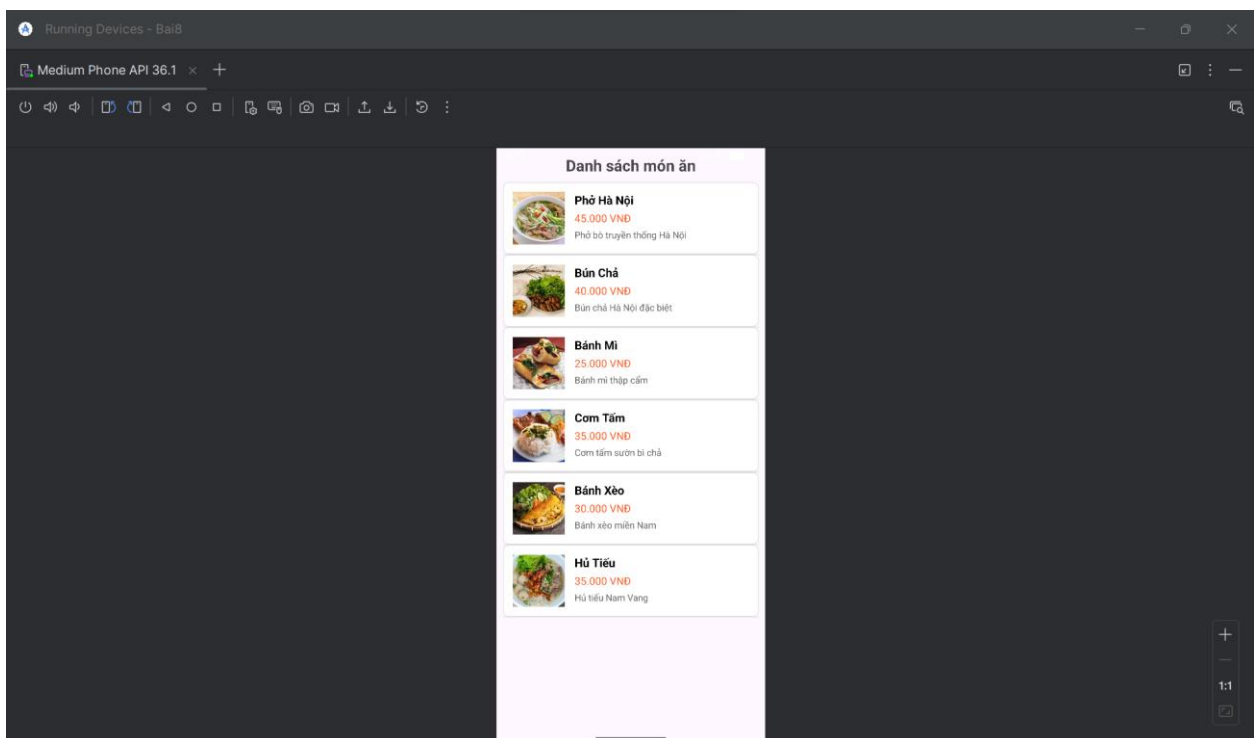 Running Devices - Bai8
Medium Phone API 36.1
Danh sách món ăn
Phở Hà Nội
45.000 VNĐ
Phở bò truyền thống Hà Nội
Bún Chả
40.000 VNĐ
Bún chả Hà Nội đặc biệt
Bánh Mì
25.000 VNĐ
Bánh mì thập cẩm
Cơm Tấm
35.000 VNĐ
Cơm tấm sườn bì chả
Bánh Xèo
30.000 VNĐ
Bánh xèo miền Nam
Hủ Tiếu
35.000 VNĐ
Hủ tiếu Nam Vang
1:1